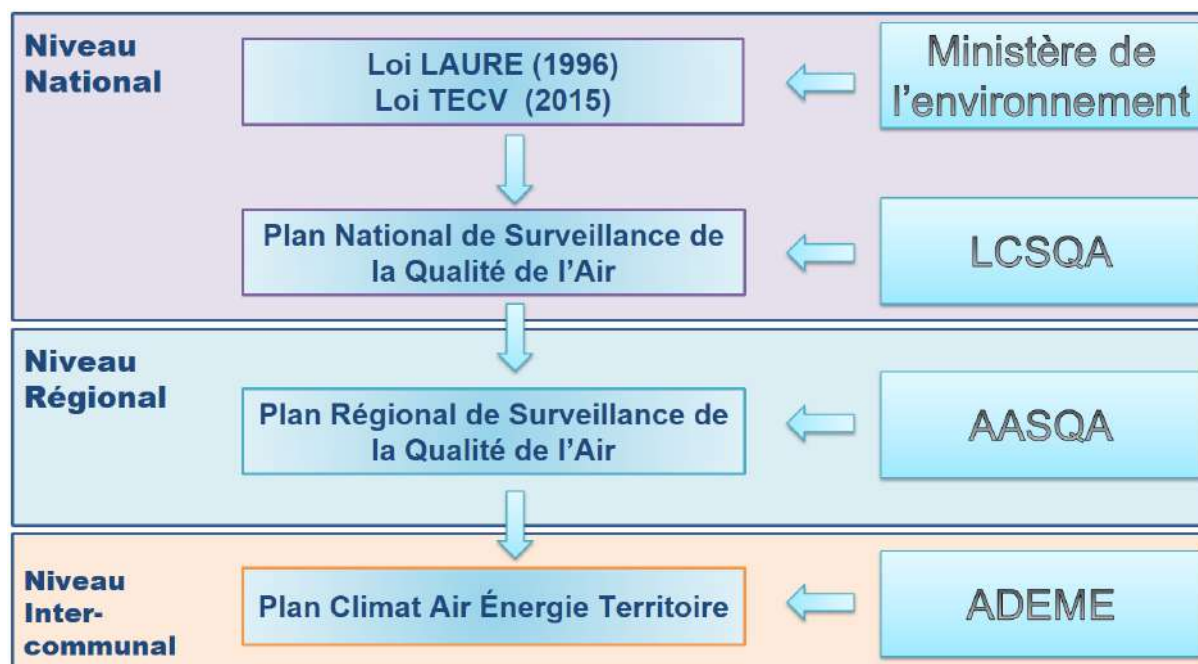 Niveau
National
Loi LAURE (1996)
Loi TECV (2015)
Ministère de
l'environnement
Plan National de Surveillance de
la Qualité de l'Air
LCSQA
Niveau
Régional
Plan Régional de Surveillance de
la Qualité de l'Air
AASQA
Niveau
Inter-
communal
Plan Climat Air Énergie Territoire
ADEME